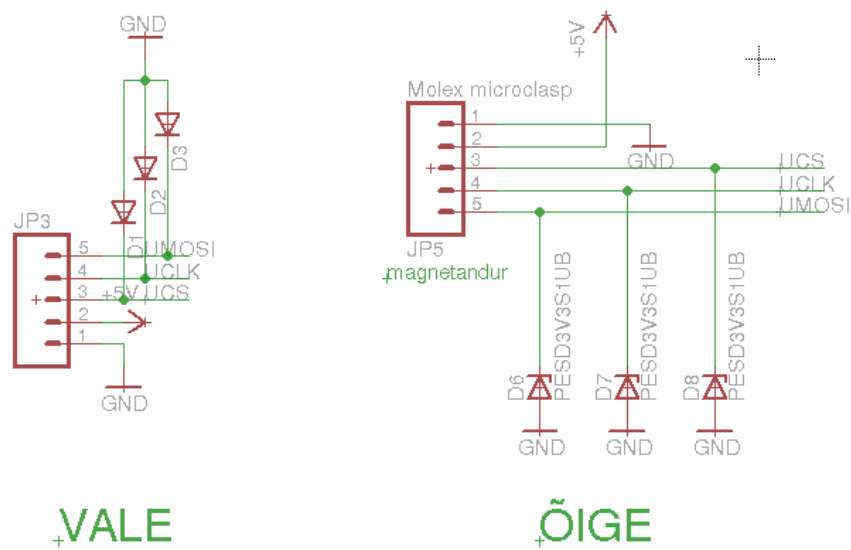 GND
D3
D2
D1
JP3
5 UMOSI
4 UCLK
3 +5V UCS
2
1
GND
VALE
+5V
Molex microclasp
1
2
GND
3 UCS
4 UCLK
5 UMOSI
JP5
magnetandur
D6 PESD3V3S1UB
D7 PESD3V3S1UB
D8 PESD3V3S1UB
GND GND GND
ÕIGE